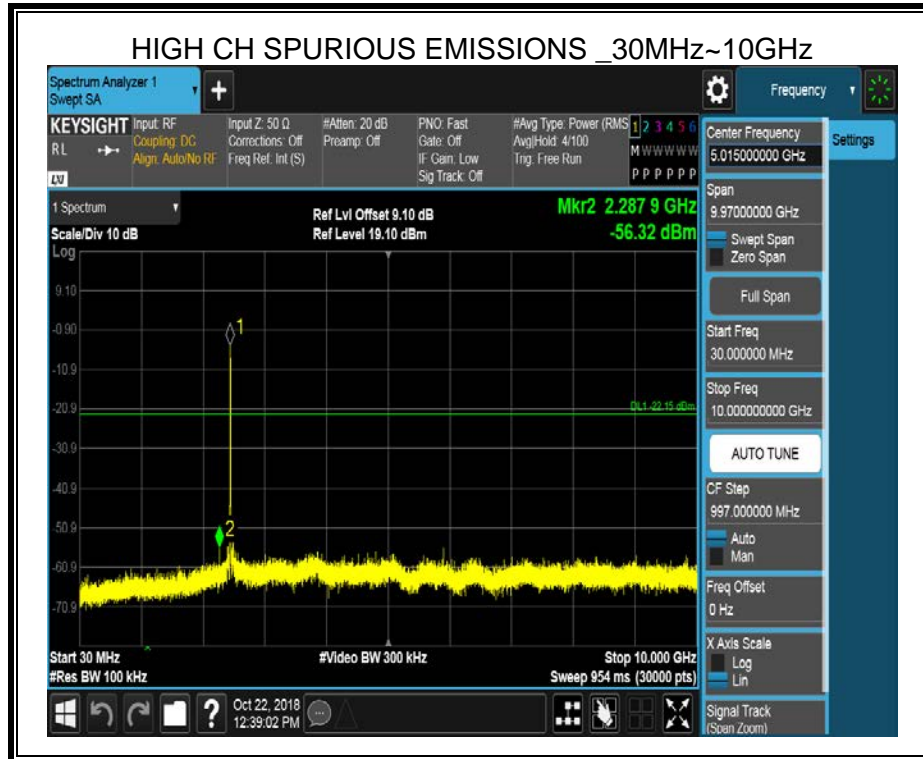 HIGH CH SPURIOUS EMISSIONS _30MHz~10GHz
Spectrum Analyzer 1
Swept SA
+
Frequency
KEYSIGHT
RL
LXI
Input: RF
Coupling: DC
Align: Auto/No RF
Input Z: 50 Ω
Corrections: Off
Freq Ref: Int (S)
#Atten: 20 dB
Preamp: Off
PNO: Fast
Gate: Off
IF Gain: Low
Sig Track: Off
#Avg Type: Power (RMS
Avg|Hold: 4/100
Trig: Free Run
1 2 3 4 5 6
M W W W W W
P P P P P P
1 Spectrum
Scale/Div 10 dB
Log
Ref Lvl Offset 9.10 dB
Ref Level 19.10 dBm
Mkr2 2.287 9 GHz
-56.32 dBm
9.10
-0.90
-10.9
-20.9
-30.9
-40.9
-50.9
-60.9
-70.9
1
DL1 -22.15 dBm
2
Start 30 MHz
#Res BW 100 kHz
#Video BW 300 kHz
Stop 10.000 GHz
Sweep 954 ms (30000 pts)
?
Oct 22, 2018
12:39:02 PM
Center Frequency
5.015000000 GHz
Settings
Span
9.97000000 GHz
Swept Span
Zero Span
Full Span
Start Freq
30.000000 MHz
Stop Freq
10.000000000 GHz
AUTO TUNE
CF Step
997.000000 MHz
Auto
Man
Freq Offset
0 Hz
X Axis Scale
Log
Lin
Signal Track
(Span Zoom)